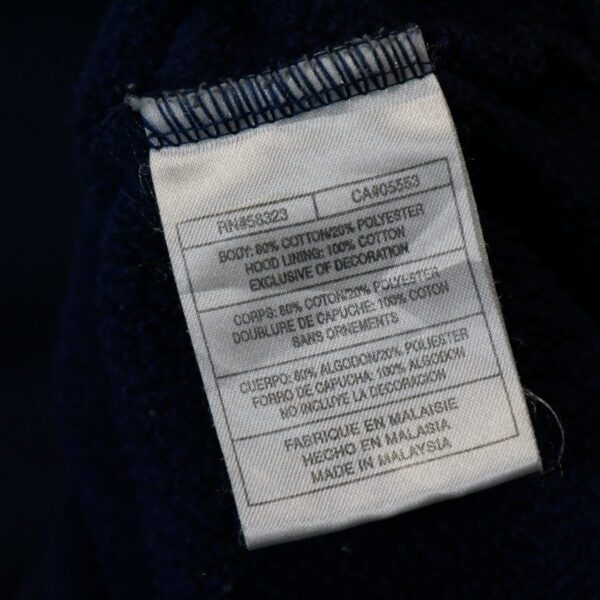 RN#56323 CA#05553
BODY: 80% COTTON/20% POLYESTER
HOOD LINING: 100% COTTON
EXCLUSIVE OF DECORATION
CORPS: 80% COTON/20% POLYESTER
DOUBLURE DE CAPUCHE: 100% COTON
SANS ORNEMENTS
CUERPO: 80% ALGODON/20% POLIESTER
FORRO DE CAPUCHA: 100% ALGODON
NO INCLUYE LA DECORACION
FABRIQUE EN MALAISIE
HECHO EN MALASIA
MADE IN MALAYSIA